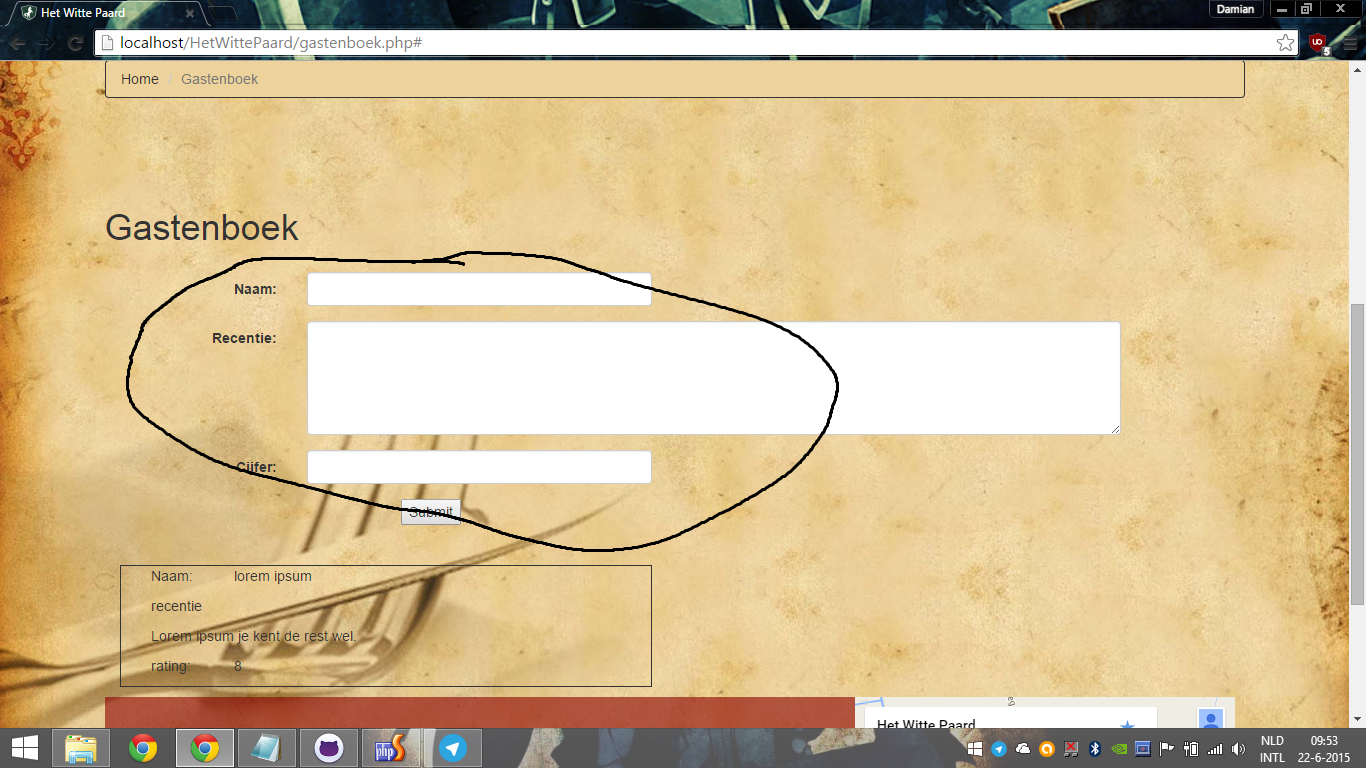 Het Witte Paard
Damian
localhost/HetWittePaard/gastenboek.php#
5
Home / Gastenboek
Gastenboek
Naam:
Recentie:
Cijfer:
Submit
Naam: lorem ipsum
recentie
Lorem ipsum je kent de rest wel.
rating: 8
Het Witte Paard
php
NLD 09:53
INTL 22-6-2015